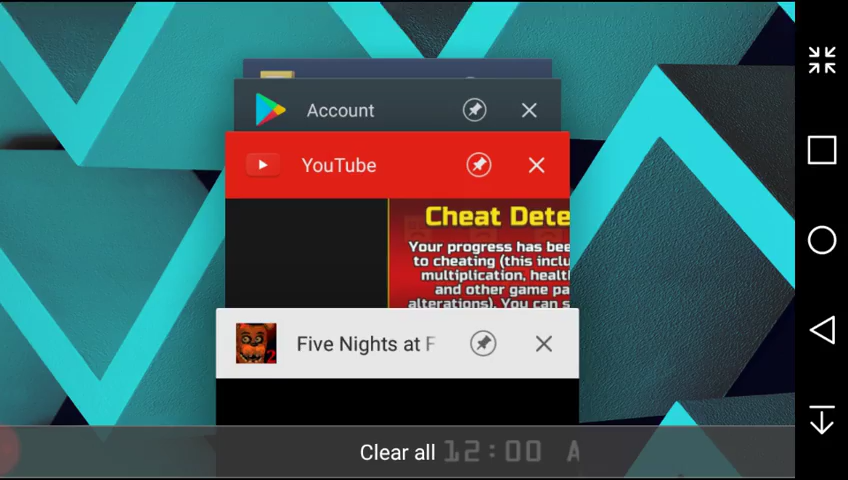 Account
YouTube
Cheat Dete
Your progress has bee
to cheating (this inclu
multiplication, healt
and other game pa
alterations). You can s
Five Nights at F
2
Clear all
12:00 A